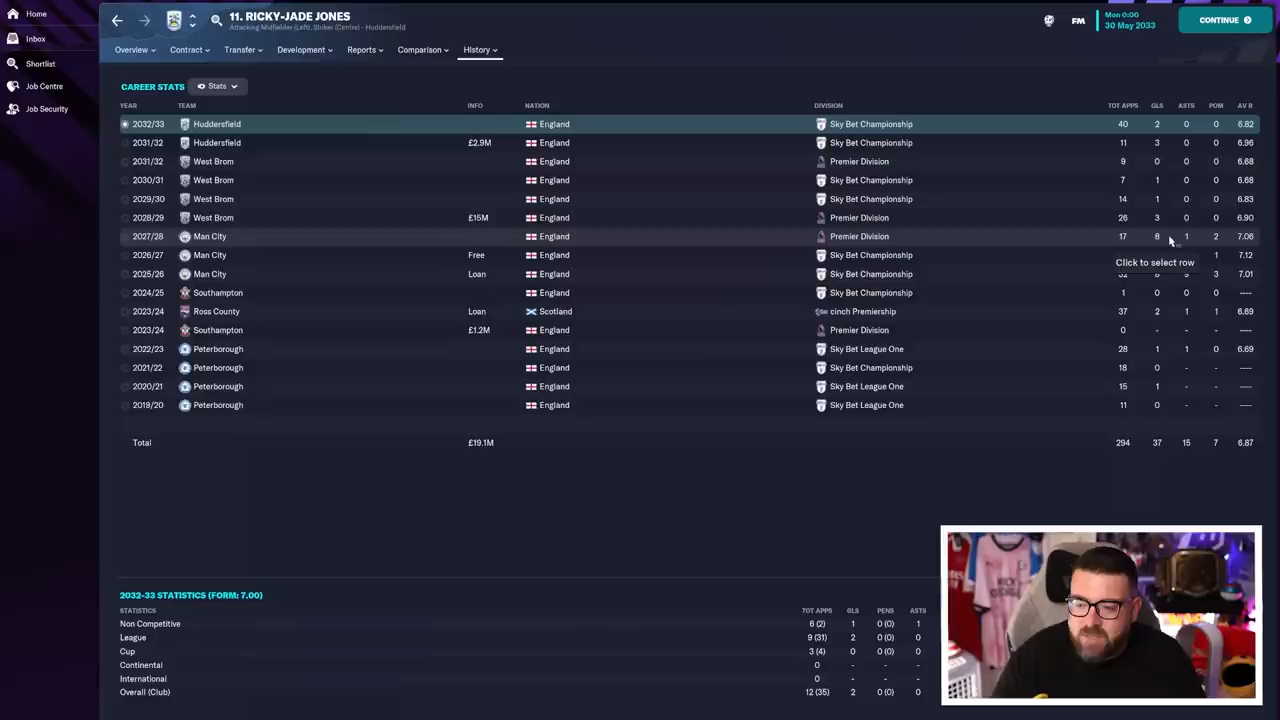 Home
Inbox
Shortlist
Job Centre
Job Security
11. RICKY-JADE JONES
Attacking Midfielder (Left), Striker (Centre) - Huddersfield
FM
Mon 0:00
30 May 2033
CONTINUE
Overview Contract Transfer Development Reports Comparison History
CAREER STATS Stats
YEAR TEAM INFO NATION DIVISION TOT APPS GLS ASTS POM AV R
2032/33 Huddersfield England Sky Bet Championship 40 2 0 0 6.82
2031/32 Huddersfield £2.9M England Sky Bet Championship 11 3 0 0 6.96
2031/32 West Brom England Premier Division 9 0 0 0 6.68
2030/31 West Brom England Sky Bet Championship 7 1 0 0 6.68
2029/30 West Brom England Sky Bet Championship 14 1 0 0 6.83
2028/29 West Brom £15M England Premier Division 26 3 0 0 6.90
2027/28 Man City England Premier Division 17 8 1 2 7.06
2026/27 Man City Free England Sky Bet Championship 1 7.12
Click to select row
2025/26 Man City Loan England Sky Bet Championship 3 7.01
2024/25 Southampton England Sky Bet Championship 1 0 0 0 ----
2023/24 Ross County Loan Scotland cinch Premiership 37 2 1 1 6.69
2023/24 Southampton £1.2M England Premier Division 0 - - - ----
2022/23 Peterborough England Sky Bet League One 28 1 1 0 6.69
2021/22 Peterborough England Sky Bet Championship 18 0 - - ----
2020/21 Peterborough England Sky Bet League One 15 1 - - ----
2019/20 Peterborough England Sky Bet League One 11 0 - - ----
Total £19.1M 294 37 15 7 6.87
2032-33 STATISTICS (FORM: 7.00)
STATISTICS TOT APPS GLS PENS ASTS
Non Competitive 6 (2) 1 0 (0) 1
League 9 (31) 2 0 (0) 0
Cup 3 (4) 0 0 (0) 0
Continental 0 - - -
International 0 - - -
Overall (Club) 12 (35) 2 0 (0) 0